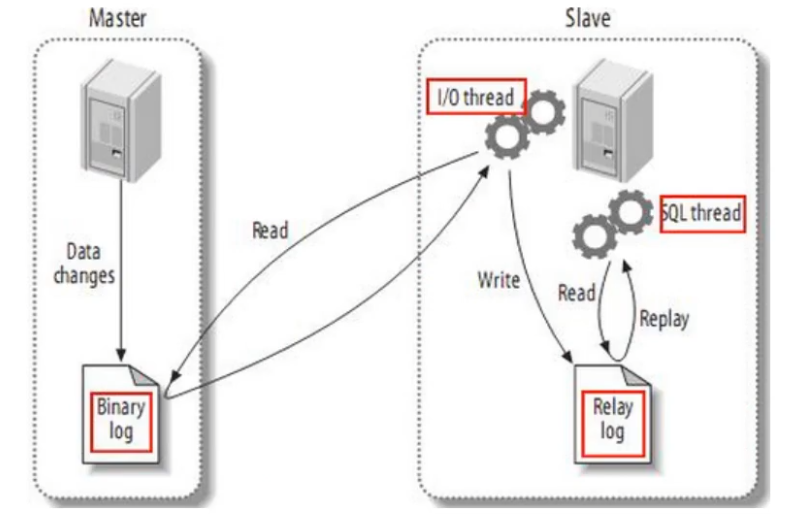 Master
Slave
I/O thread
SQL thread
Read
Data
changes
Write
Read
Replay
Binary
log
Relay
log